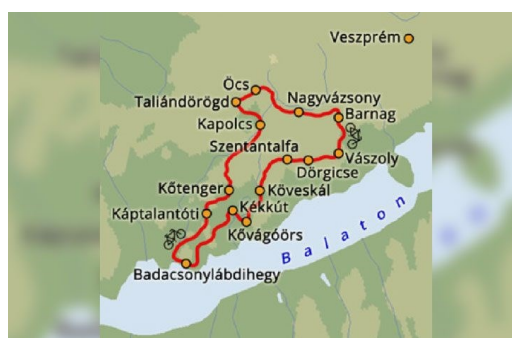 Veszprém
Öcs
Taliándörögd
Nagyvázsony
Barnag
Kapolcs
Szentantalfa
Vászoly
Dörgicse
Kőtenger
Köveskál
Kékkút
Káptalantóti
Kővágóörs
Balaton
Badacsonylábdihegy